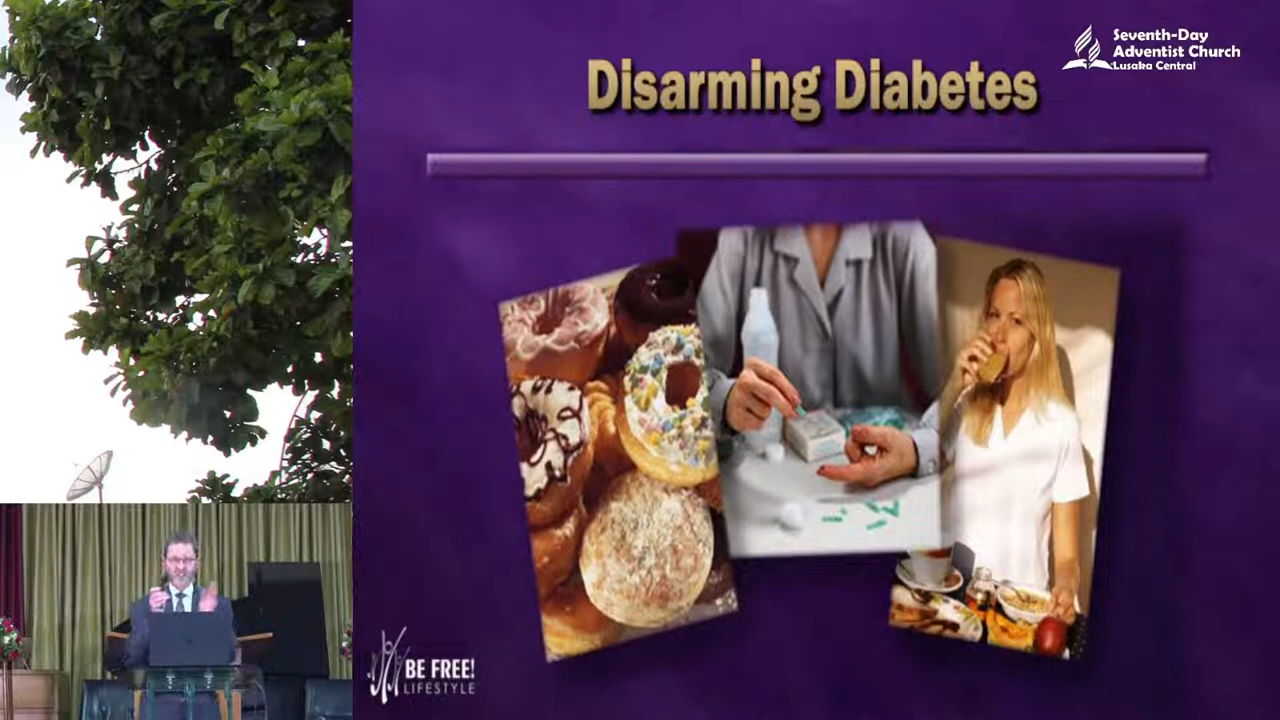 Seventh-Day
Adventist Church
Lusaka Central
Disarming Diabetes
BE FREE!
LIFESTYLE